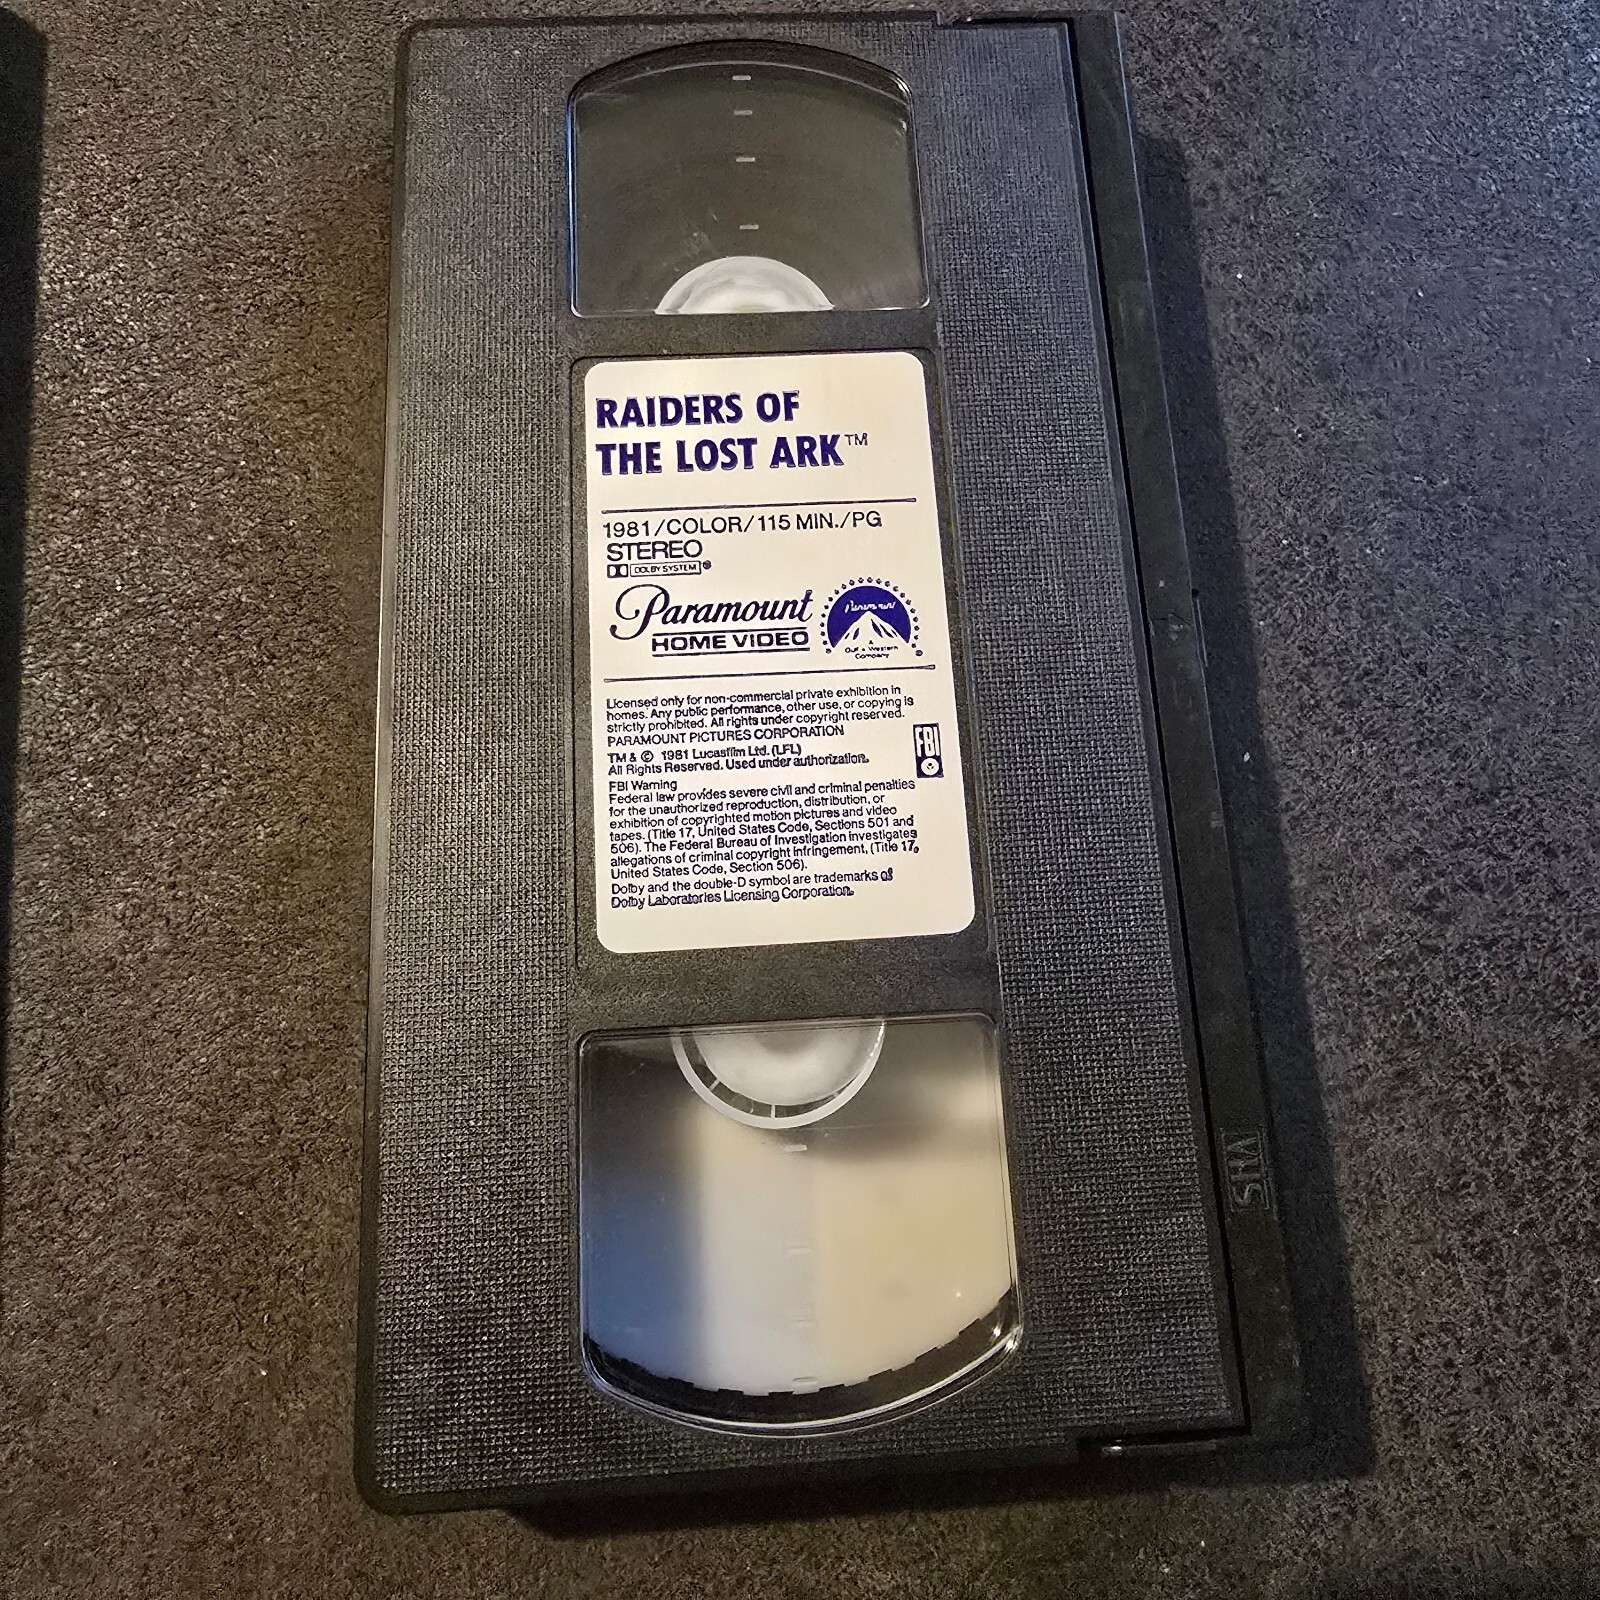 RAIDERS OF
THE LOST ARK™
1981/COLOR/115 MIN./PG
STEREO
DOLBY SYSTEM ®
Paramount
HOME VIDEO
Paramount
A
Gulf + Western
Company
®
Licensed only for non-commercial private exhibition in
homes. Any public performance, other use, or copying is
strictly prohibited. All rights under copyright reserved.
PARAMOUNT PICTURES CORPORATION
TM & © 1981 Lucasfilm Ltd. (LFL)
All Rights Reserved. Used under authorization.
FBI
FBI Warning
Federal law provides severe civil and criminal penalties
for the unauthorized reproduction, distribution, or
exhibition of copyrighted motion pictures and video
tapes. (Title 17, United States Code, Sections 501 and
506). The Federal Bureau of Investigation investigates
allegations of criminal copyright infringement, (Title 17,
United States Code, Section 506).
Dolby and the double-D symbol are trademarks of
Dolby Laboratories Licensing Corporation.
VHS